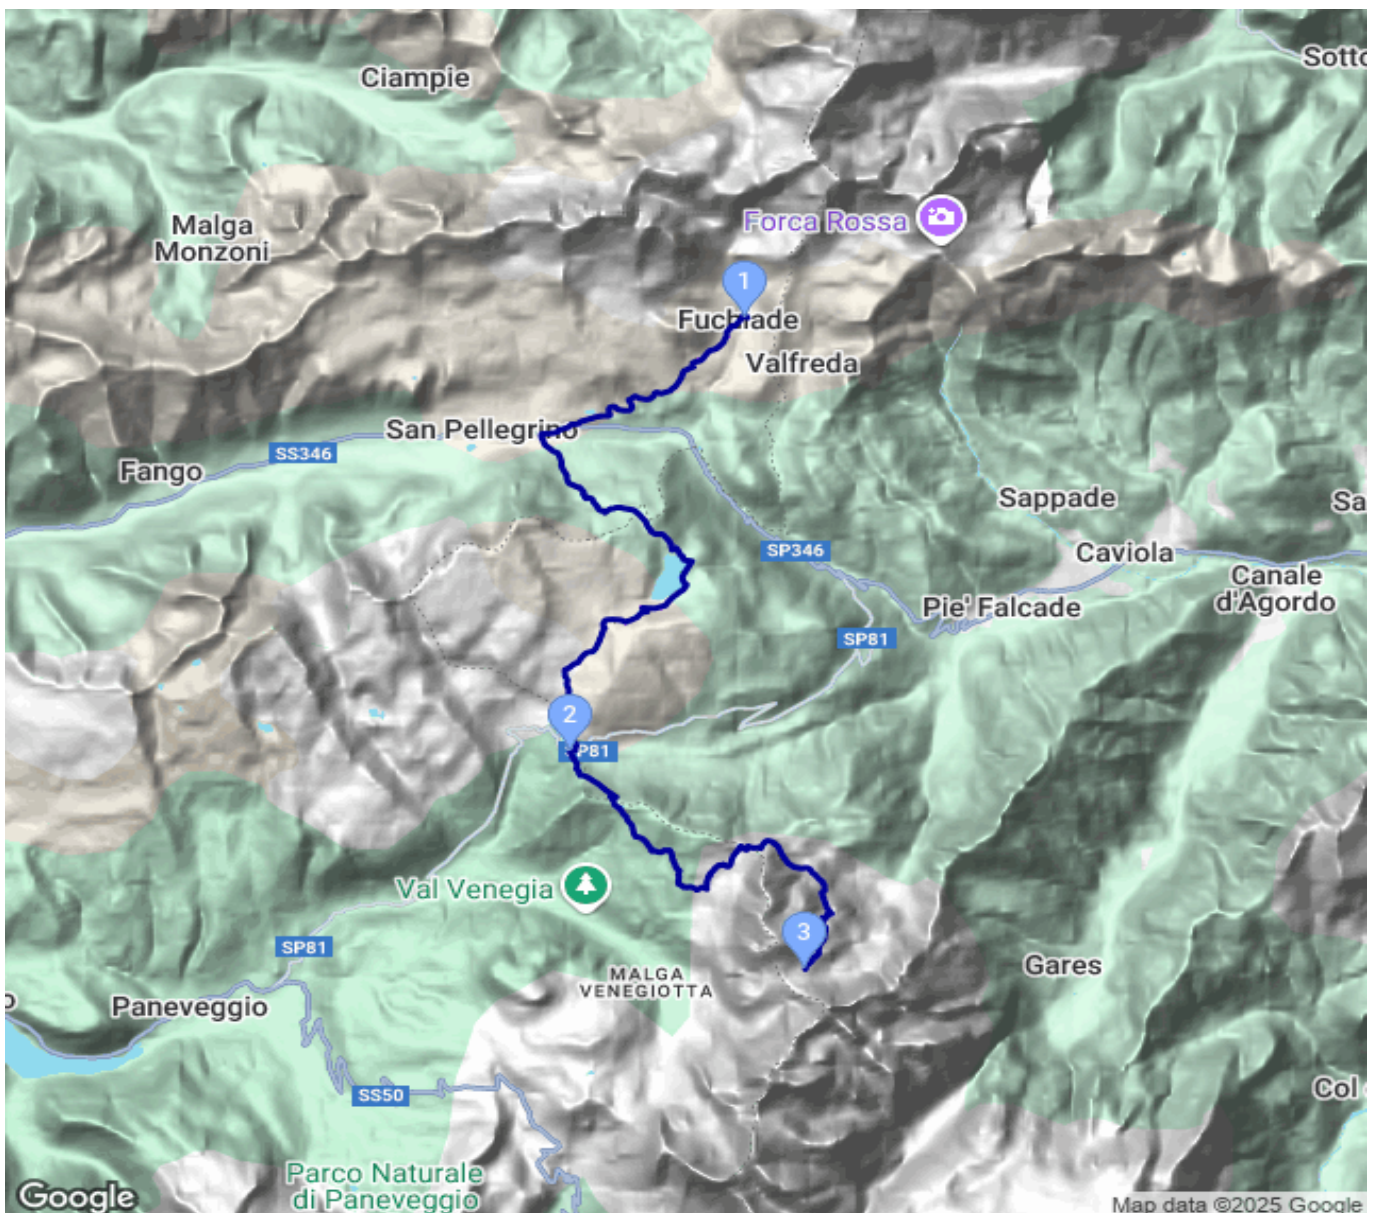 Ciampie
Sotto
Malga
Monzoni
Forca Rossa
1
Fuchiade
Valfreda
San Pellegrino
SS346
Fango
Sappade
Sa
SP346
Caviola
Canale
d'Agordo
Pie' Falcade
SP81
2
SP81
Val Venegia
3
SP81
MALGA
VENEGIOTTA
Gares
Paneveggio
SS50
Col
Parco Naturale
di Paneveggio
Google
Map data ©2025 Google